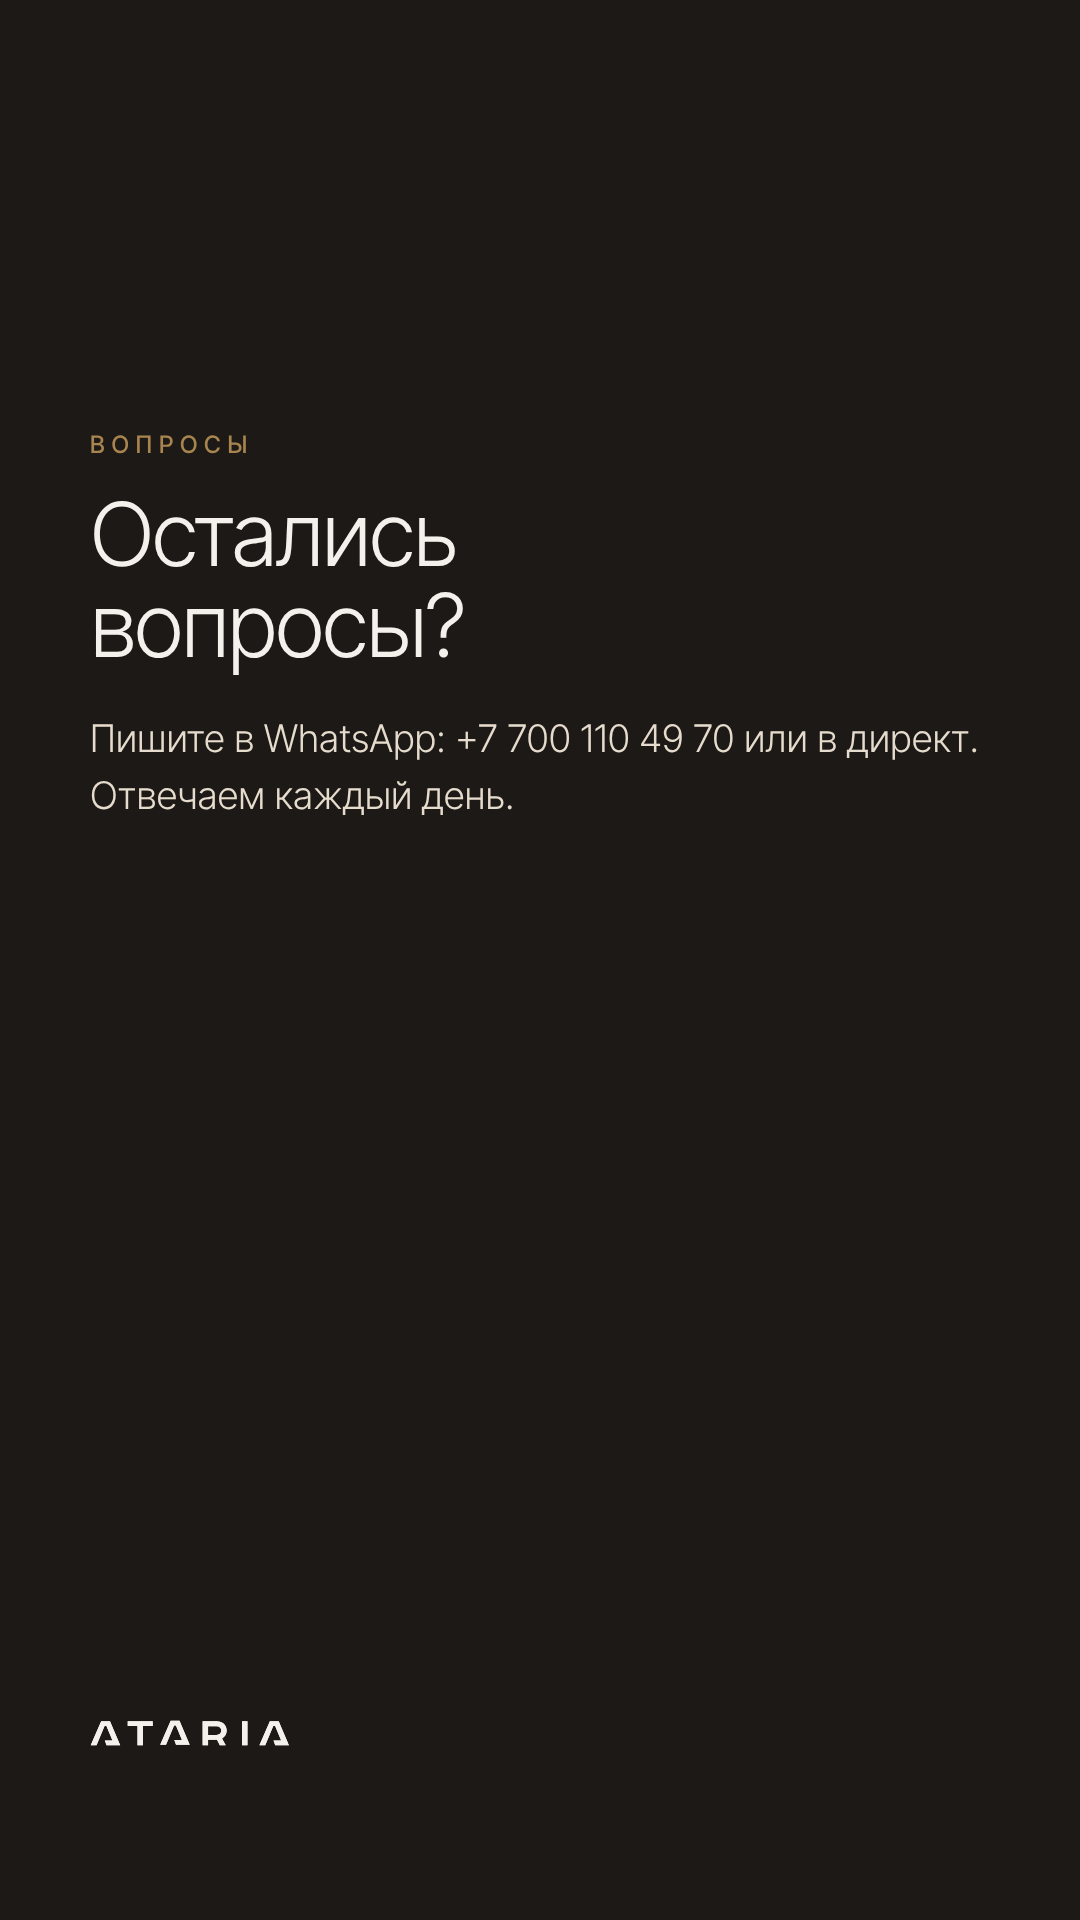 ВОПРОСЫ
Остались
вопросы?
Пишите в WhatsApp: +7 700 110 49 70 или в директ.
Отвечаем каждый день.
ATARIA